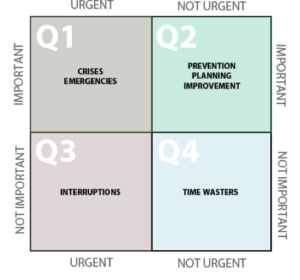 URGENT
NOT URGENT
IMPORTANT
Q1
CRISES
EMERGENCIES
Q2
PREVENTION
PLANNING
IMPROVEMENT
IMPORTANT
NOT IMPORTANT
Q3
INTERRUPTIONS
Q4
TIME WASTERS
NOT IMPORTANT
URGENT
NOT URGENT